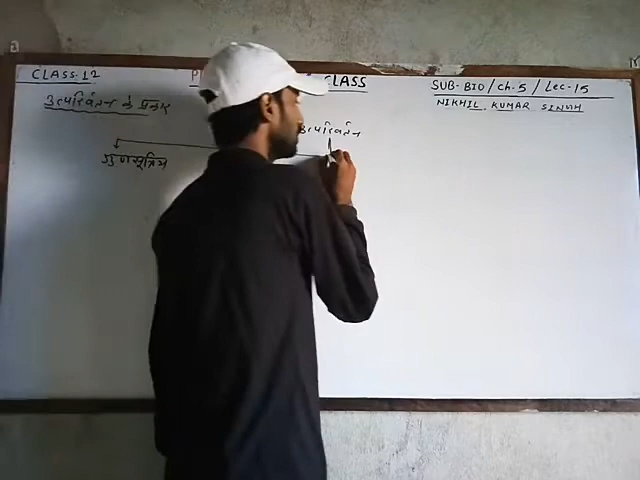 CLASS-12
CLASS
SUB-BIO/Ch-5/Lec-15
NIKHIL KUMAR SINGH
उत्परिवर्तन के प्रकार
उत्परिवर्तन
गुणसूत्रिय